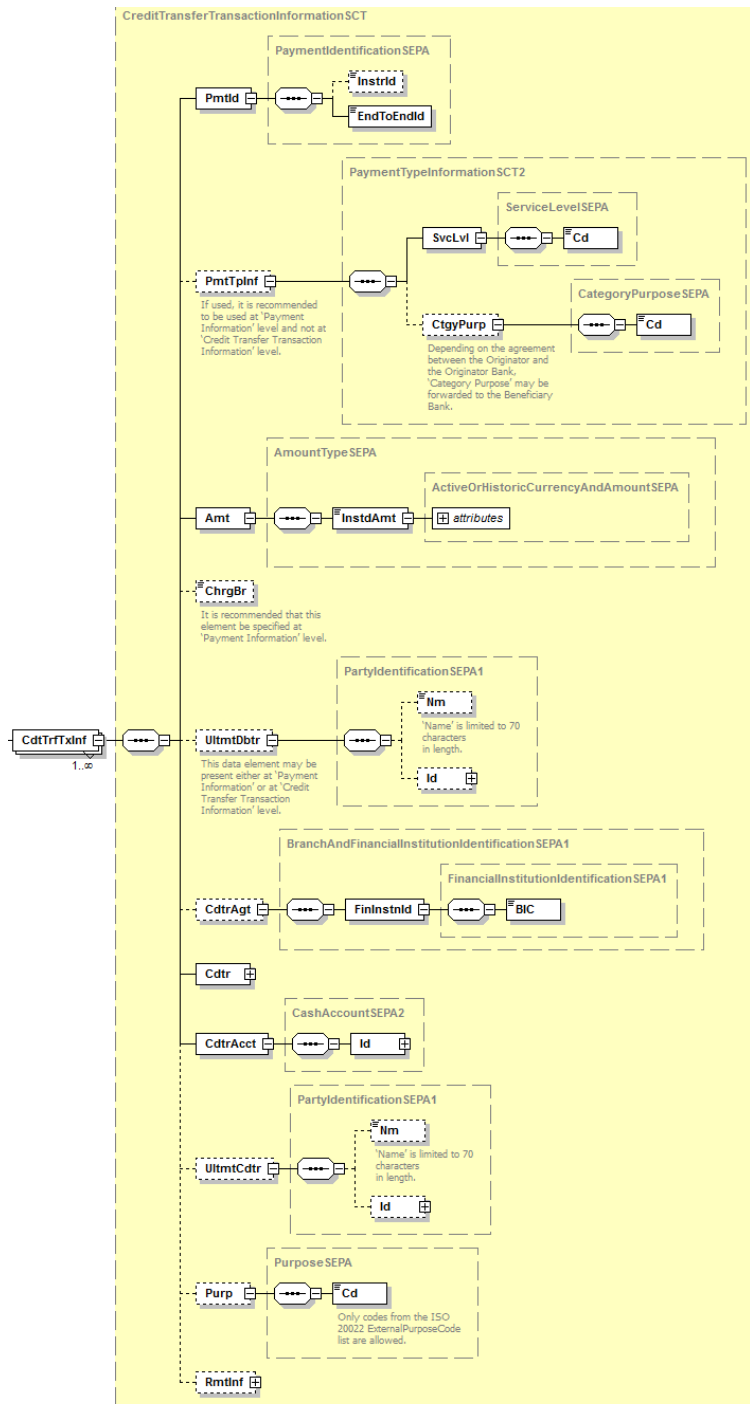 CreditTransferTransactionInformationSCT
PaymentIdentificationSEPA
InstrId
PmtId
EndToEndId
PaymentTypeInformationSCT2
ServiceLevelSEPA
SvcLvl
Cd
PmtTpInf
If used, it is recommended
to be used at 'Payment
Information' level and not at
'Credit Transfer Transaction
Information' level.
CategoryPurposeSEPA
CtgyPurp
Cd
Depending on the agreement
between the Originator and
the Originator Bank,
'Category Purpose' may be
forwarded to the Beneficiary
Bank.
AmountTypeSEPA
ActiveOrHistoricCurrencyAndAmountSEPA
Amt
InstdAmt
attributes
ChrgBr
It is recommended that this
element be specified at
'Payment Information' level.
PartyIdentificationSEPA1
Nm
'Name' is limited to 70
characters
in length.
CdtTrfTxInf
1..∞
UltmtDbtr
This data element may be
present either at 'Payment
Information' or at 'Credit
Transfer Transaction
Information' level.
Id
BranchAndFinancialInstitutionIdentificationSEPA1
FinancialInstitutionIdentificationSEPA1
CdtrAgt
FinInstnId
BIC
Cdtr
CashAccountSEPA2
CdtrAcct
Id
PartyIdentificationSEPA1
Nm
'Name' is limited to 70
characters
in length.
UltmtCdtr
Id
PurposeSEPA
Purp
Cd
Only codes from the ISO
20022 ExternalPurposeCode
list are allowed.
RmtInf